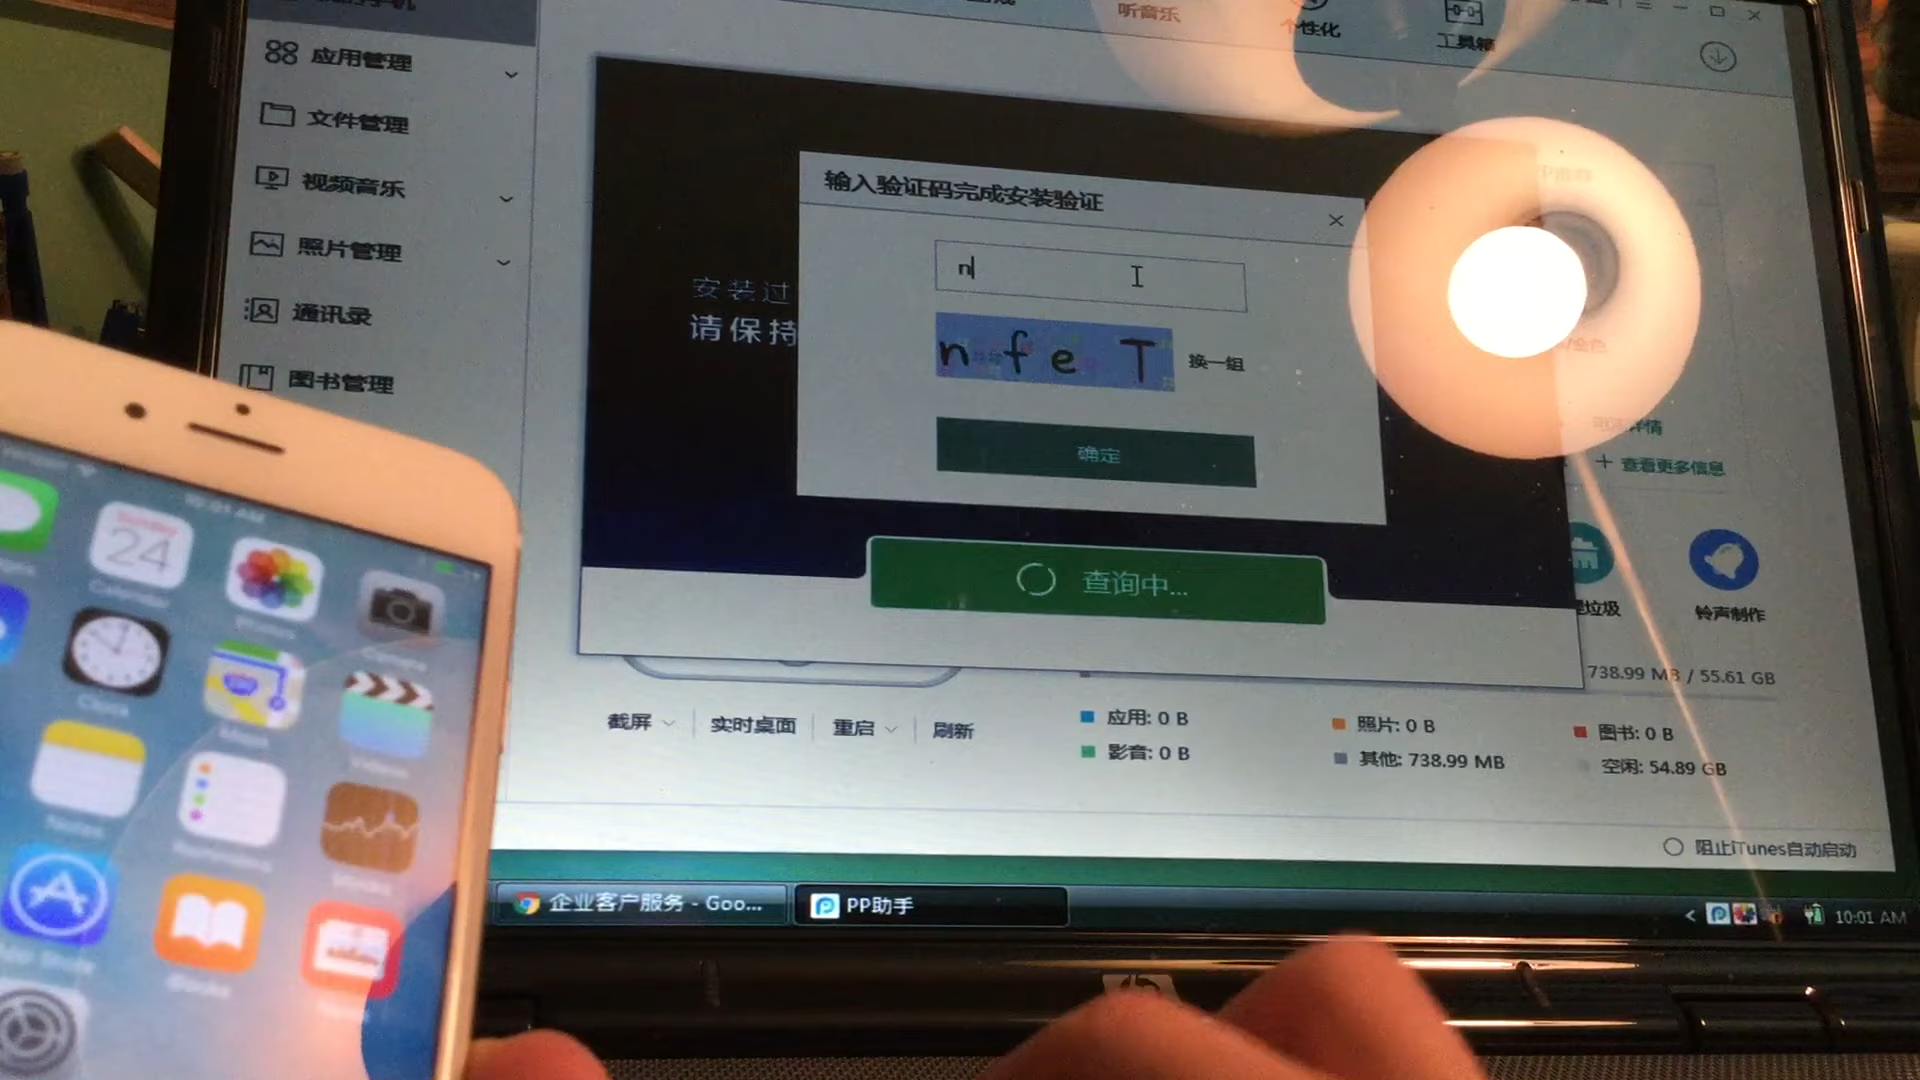 应用管理
文件管理
视频音乐
照片管理
通讯录
图书管理
听音乐
个性化
工具箱
输入验证码完成安装验证
n
n f e T
换一组
确定
安装过
请保持
查询中...
查看更多信息
铃声制作
738.99 MB / 55.61 GB
截屏
实时桌面
重启
刷新
应用: 0 B
照片: 0 B
图书: 0 B
影音: 0 B
其他: 738.99 MB
空闲: 54.89 GB
阻止iTunes自动启动
企业客户服务 - Goo...
PP助手
10:01 AM
24
Calendar
Clock